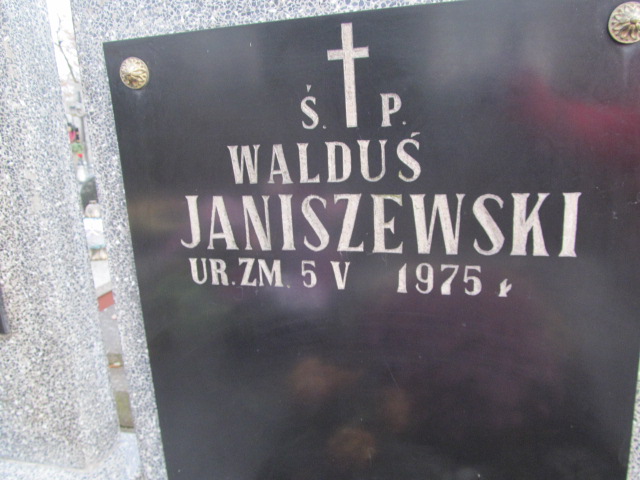 Ś. P.
WALDUŚ
JANISZEWSKI
UR. ZM. 5 V 1975 r